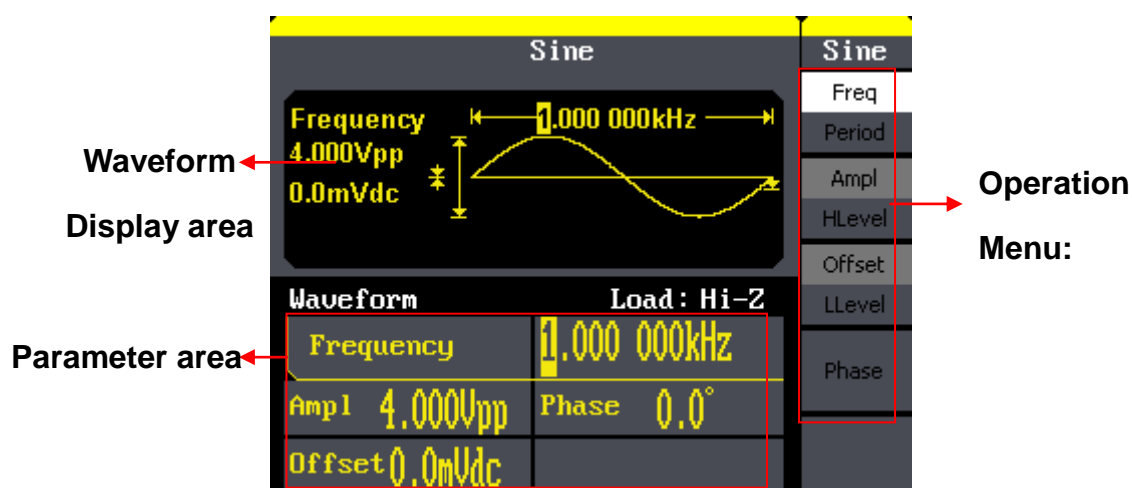 Sine
Sine
Frequency
1.000 000kHz
4.000Vpp
0.0mVdc
Waveform
Display area
Waveform
Load: Hi-Z
Frequency
1.000 000kHz
Ampl 4.000Vpp
Phase 0.0°
Offset 0.0mVdc
Parameter area
Freq
Period
Ampl
HLevel
Offset
LLevel
Phase
Operation
Menu: